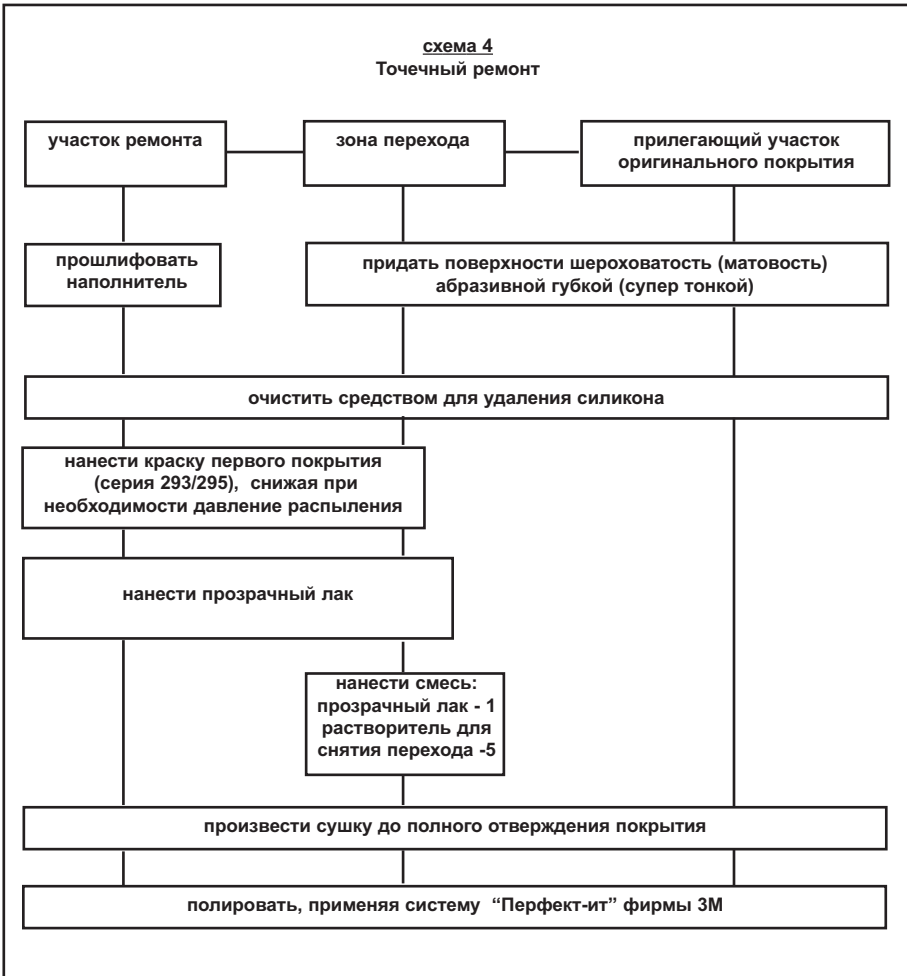 схема 4
Точечный ремонт
участок ремонта
зона перехода
прилегающий участок
оригинального покрытия
прошлифовать
наполнитель
придать поверхности шероховатость (матовость)
абразивной губкой (супер тонкой)
очистить средством для удаления силикона
нанести краску первого покрытия
(серия 293/295), снижая при
необходимости давление распыления
нанести прозрачный лак
нанести смесь:
прозрачный лак - 1
растворитель для
снятия перехода -5
произвести сушку до полного отверждения покрытия
полировать, применяя систему “Перфект-ит” фирмы 3М